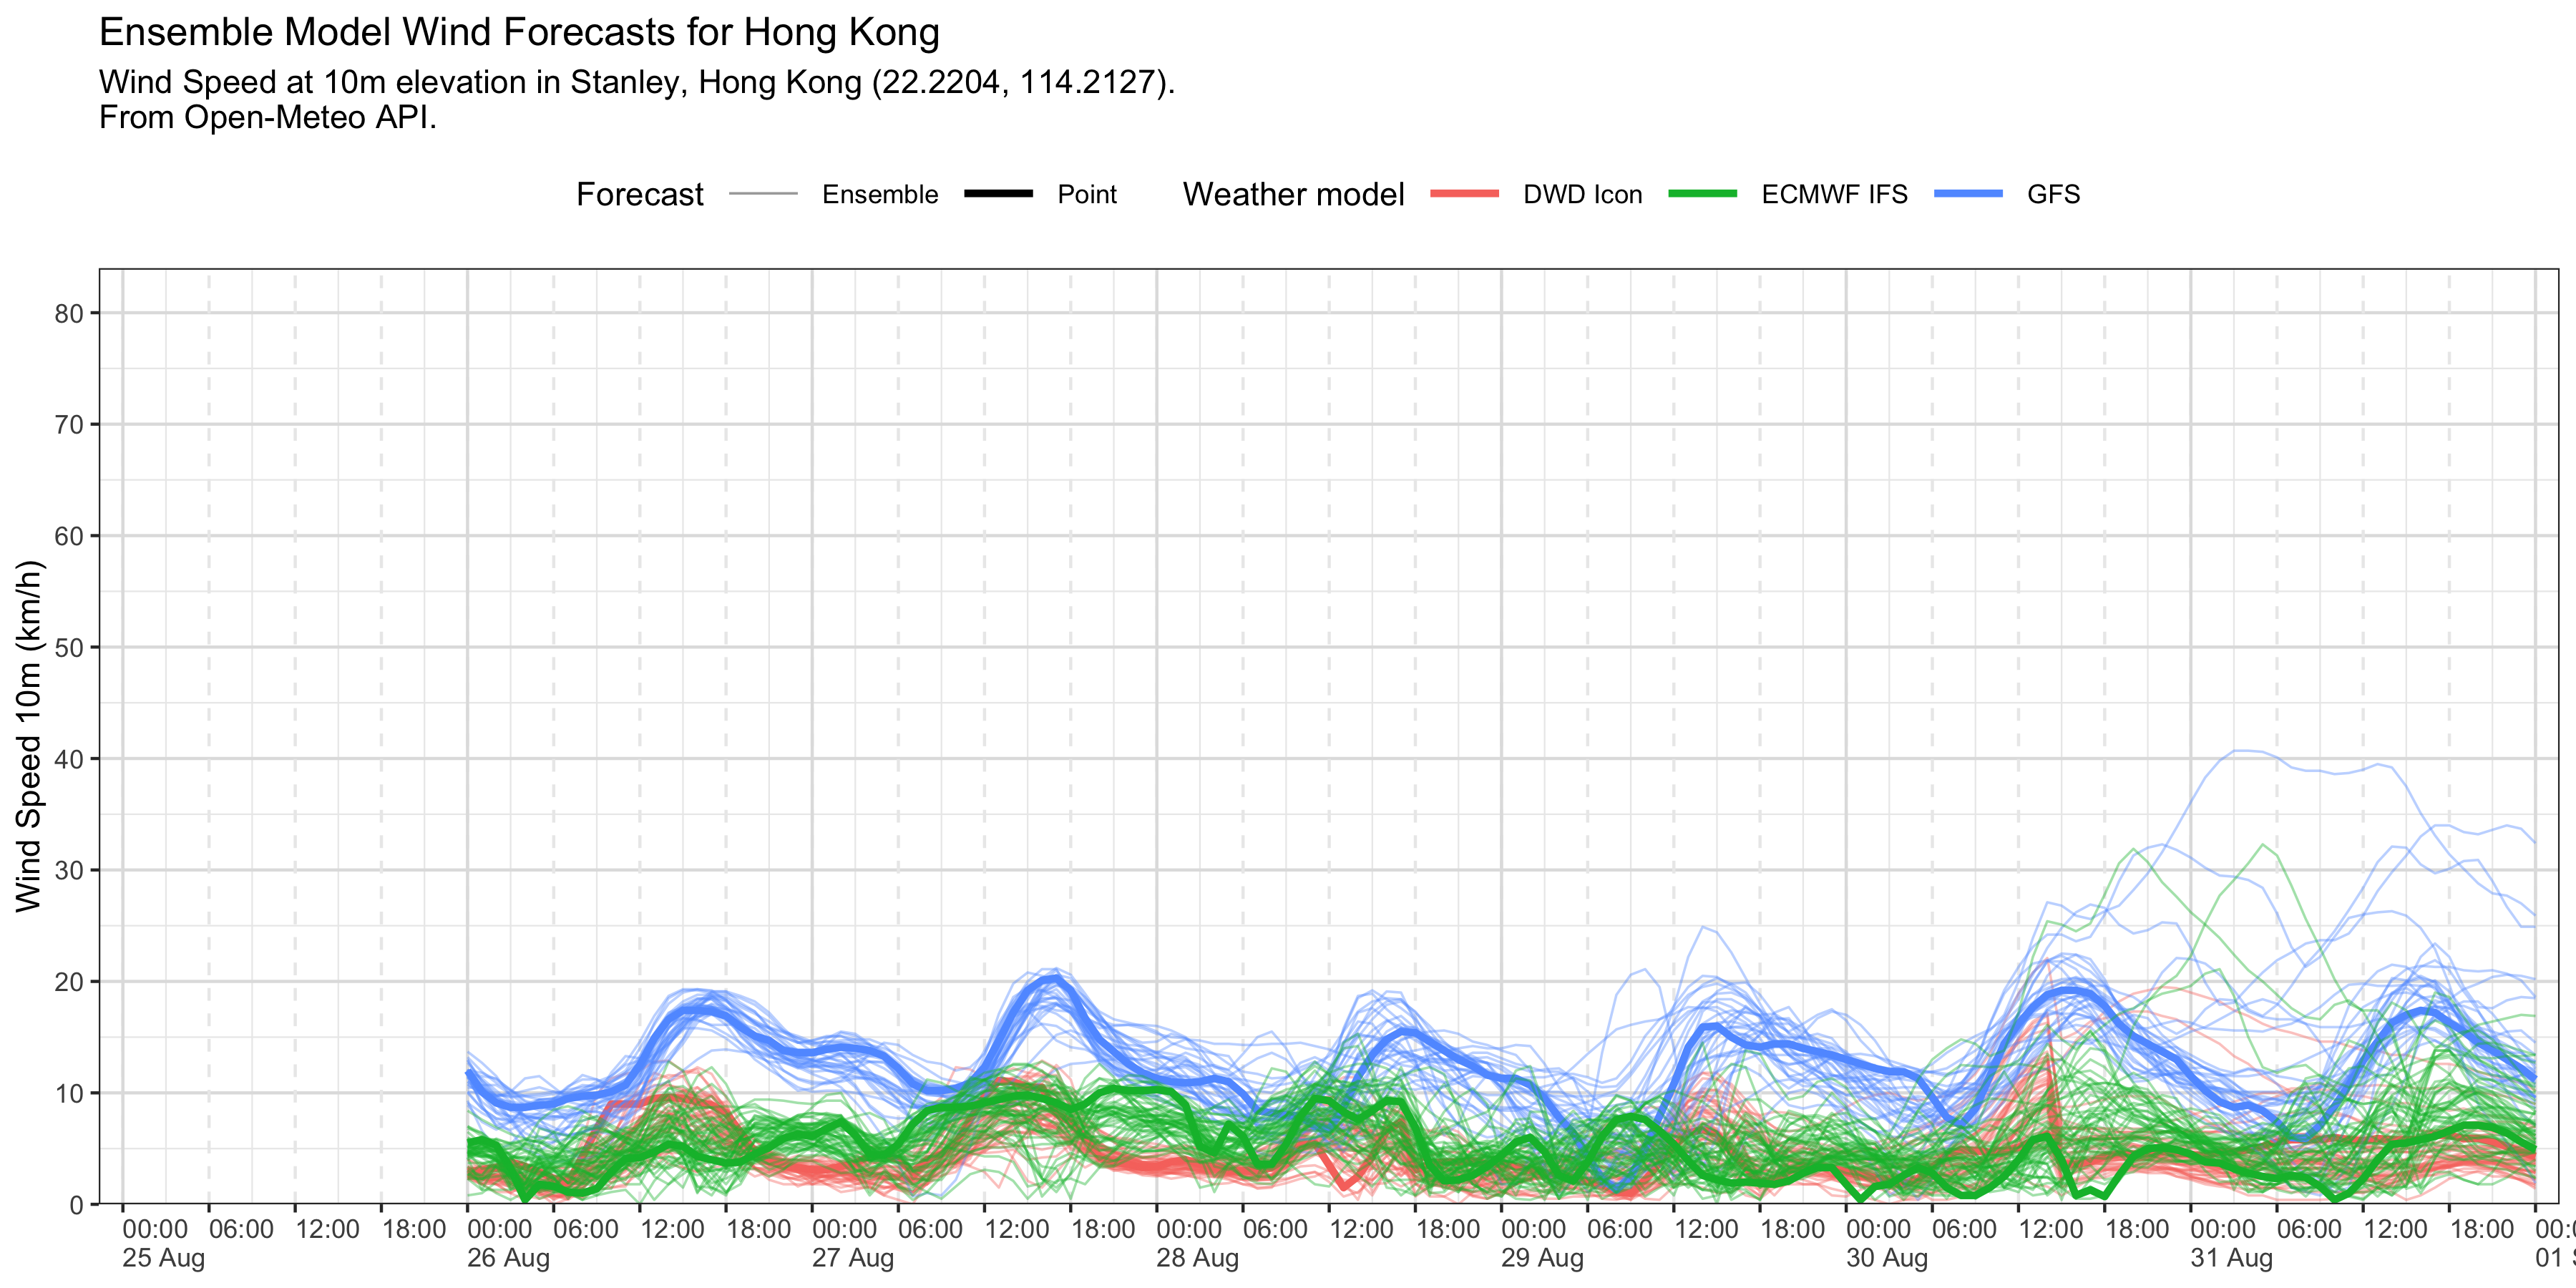 Ensemble Model Wind Forecasts for Hong Kong
Wind Speed at 10m elevation in Stanley, Hong Kong (22.2204, 114.2127).
From Open-Meteo API.
Forecast Ensemble Point Weather model DWD Icon ECMWF IFS GFS
Wind Speed 10m (km/h)
80
70
60
50
40
30
20
10
0
00:00 06:00 12:00 18:00 00:00 06:00 12:00 18:00 00:00 06:00 12:00 18:00 00:00 06:00 12:00 18:00 00:00 06:00 12:00 18:00 00:00 06:00 12:00 18:00 00:00 06:00 12:00 18:00 00:0
25 Aug 26 Aug 27 Aug 28 Aug 29 Aug 30 Aug 31 Aug 01 S